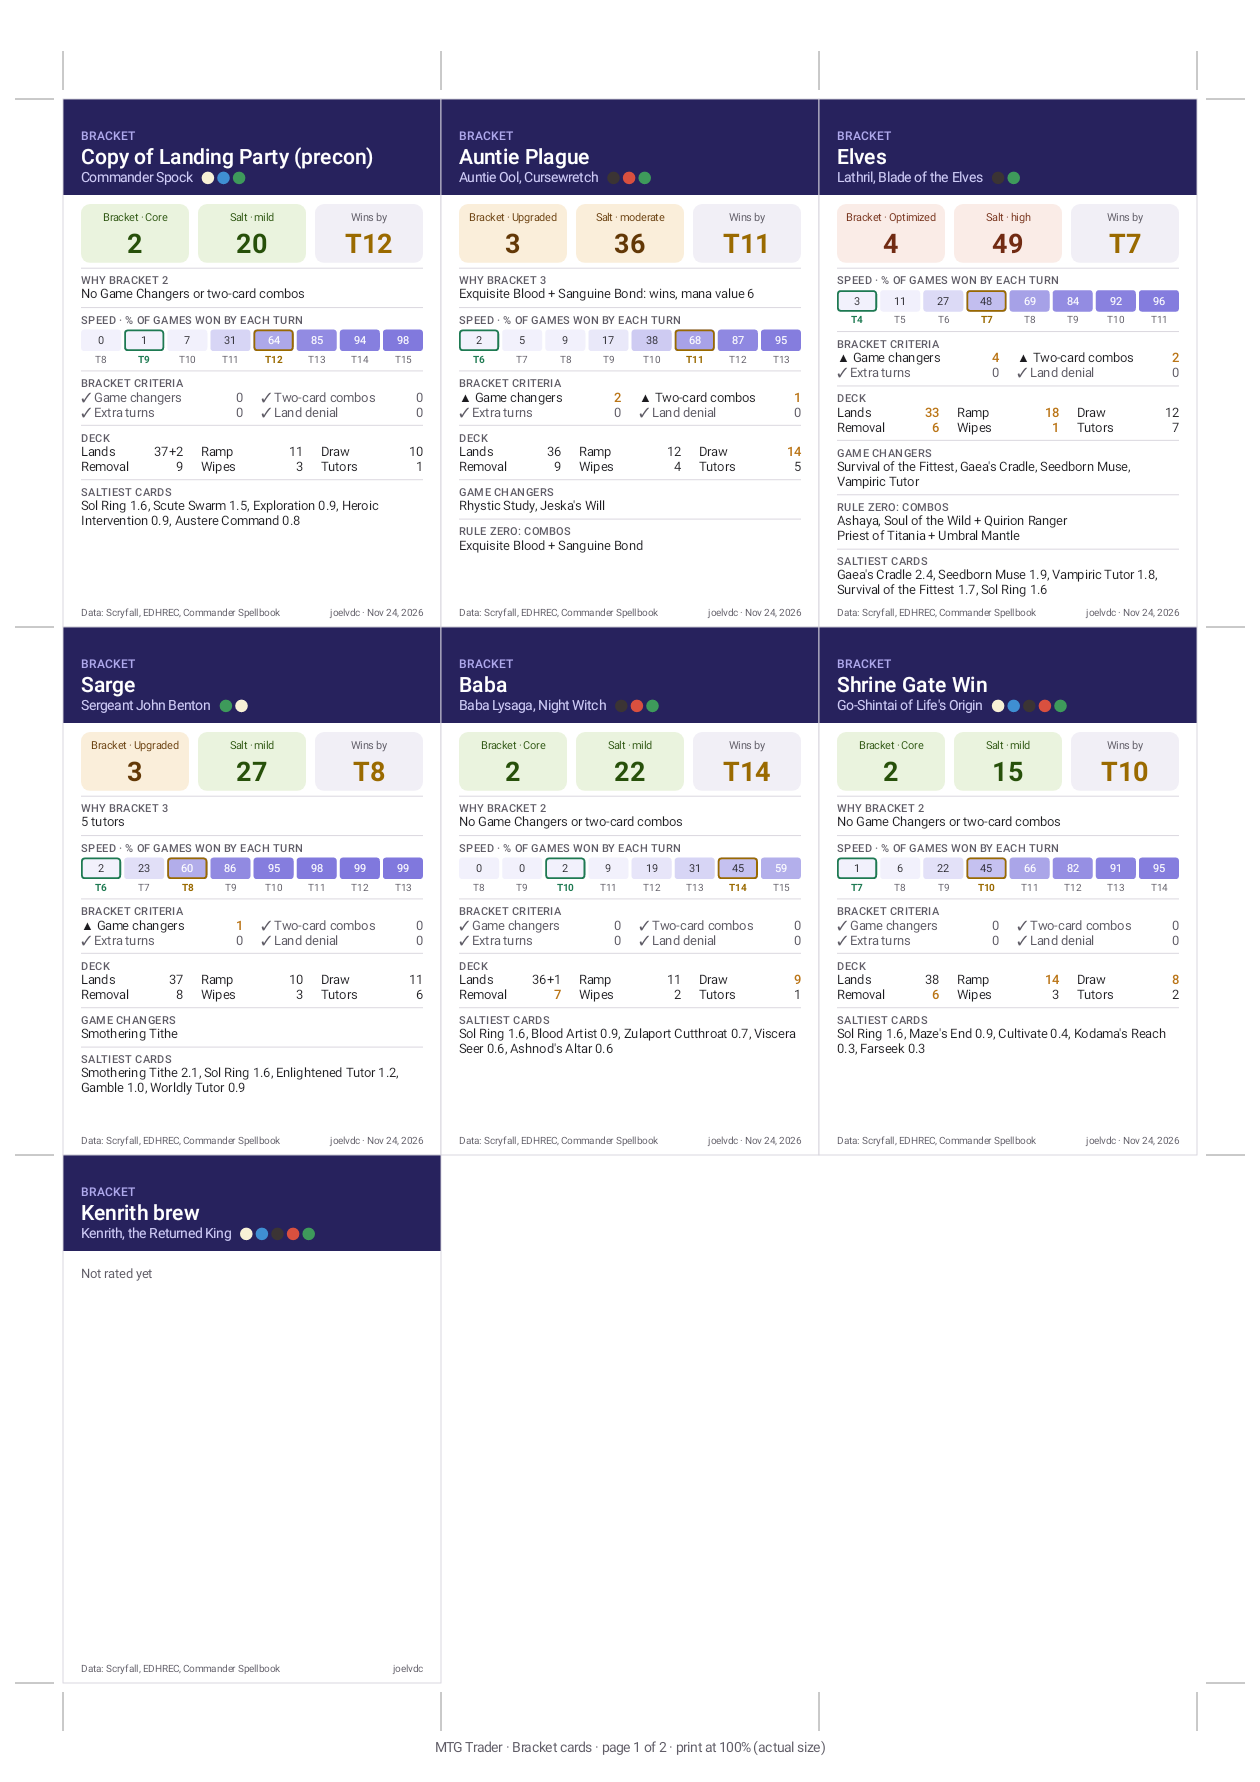 BRACKET
Copy of Landing Party (precon)
Commander Spock
Bracket · Core
2
Salt · mild
20
Wins by
T12
WHY BRACKET 2
No Game Changers or two-card combos
SPEED · % OF GAMES WON BY EACH TURN
0 1 7 31 64 85 94 98
T8 T9 T10 T11 T12 T13 T14 T15
BRACKET CRITERIA
✓ Game changers 0 ✓ Two-card combos 0
✓ Extra turns 0 ✓ Land denial 0
DECK
Lands 37+2 Ramp 11 Draw 10
Removal 9 Wipes 3 Tutors 1
SALTIEST CARDS
Sol Ring 1.6, Scute Swarm 1.5, Exploration 0.9, Heroic
Intervention 0.9, Austere Command 0.8
Data: Scryfall, EDHREC, Commander Spellbook joelvdc · Nov 24, 2026
BRACKET
Auntie Plague
Auntie Ool, Cursewretch
Bracket · Upgraded
3
Salt · moderate
36
Wins by
T11
WHY BRACKET 3
Exquisite Blood + Sanguine Bond: wins, mana value 6
SPEED · % OF GAMES WON BY EACH TURN
2 5 9 17 38 68 87 95
T6 T7 T8 T9 T10 T11 T12 T13
BRACKET CRITERIA
▲ Game changers 2 ▲ Two-card combos 1
✓ Extra turns 0 ✓ Land denial 0
DECK
Lands 36 Ramp 12 Draw 14
Removal 9 Wipes 4 Tutors 5
GAME CHANGERS
Rhystic Study, Jeska's Will
RULE ZERO: COMBOS
Exquisite Blood + Sanguine Bond
Data: Scryfall, EDHREC, Commander Spellbook joelvdc · Nov 24, 2026
BRACKET
Elves
Lathril, Blade of the Elves
Bracket · Optimized
4
Salt · high
49
Wins by
T7
SPEED · % OF GAMES WON BY EACH TURN
3 11 27 48 69 84 92 96
T4 T5 T6 T7 T8 T9 T10 T11
BRACKET CRITERIA
▲ Game changers 4 ▲ Two-card combos 2
✓ Extra turns 0 ✓ Land denial 0
DECK
Lands 33 Ramp 18 Draw 12
Removal 6 Wipes 1 Tutors 7
GAME CHANGERS
Survival of the Fittest, Gaea's Cradle, Seedborn Muse,
Vampiric Tutor
RULE ZERO: COMBOS
Ashaya, Soul of the Wild + Quirion Ranger
Priest of Titania + Umbral Mantle
SALTIEST CARDS
Gaea's Cradle 2.4, Seedborn Muse 1.9, Vampiric Tutor 1.8,
Survival of the Fittest 1.7, Sol Ring 1.6
Data: Scryfall, EDHREC, Commander Spellbook joelvdc · Nov 24, 2026
BRACKET
Sarge
Sergeant John Benton
Bracket · Upgraded
3
Salt · mild
27
Wins by
T8
WHY BRACKET 3
5 tutors
SPEED · % OF GAMES WON BY EACH TURN
2 23 60 86 95 98 99 99
T6 T7 T8 T9 T10 T11 T12 T13
BRACKET CRITERIA
▲ Game changers 1 ✓ Two-card combos 0
✓ Extra turns 0 ✓ Land denial 0
DECK
Lands 37 Ramp 10 Draw 11
Removal 8 Wipes 3 Tutors 6
GAME CHANGERS
Smothering Tithe
SALTIEST CARDS
Smothering Tithe 2.1, Sol Ring 1.6, Enlightened Tutor 1.2,
Gamble 1.0, Worldly Tutor 0.9
Data: Scryfall, EDHREC, Commander Spellbook joelvdc · Nov 24, 2026
BRACKET
Baba
Baba Lysaga, Night Witch
Bracket · Core
2
Salt · mild
22
Wins by
T14
WHY BRACKET 2
No Game Changers or two-card combos
SPEED · % OF GAMES WON BY EACH TURN
0 0 2 9 19 31 45 59
T8 T9 T10 T11 T12 T13 T14 T15
BRACKET CRITERIA
✓ Game changers 0 ✓ Two-card combos 0
✓ Extra turns 0 ✓ Land denial 0
DECK
Lands 36+1 Ramp 11 Draw 9
Removal 7 Wipes 2 Tutors 1
SALTIEST CARDS
Sol Ring 1.6, Blood Artist 0.9, Zulaport Cutthroat 0.7, Viscera
Seer 0.6, Ashnod's Altar 0.6
Data: Scryfall, EDHREC, Commander Spellbook joelvdc · Nov 24, 2026
BRACKET
Shrine Gate Win
Go-Shintai of Life's Origin
Bracket · Core
2
Salt · mild
15
Wins by
T10
WHY BRACKET 2
No Game Changers or two-card combos
SPEED · % OF GAMES WON BY EACH TURN
1 6 22 45 66 82 91 95
T7 T8 T9 T10 T11 T12 T13 T14
BRACKET CRITERIA
✓ Game changers 0 ✓ Two-card combos 0
✓ Extra turns 0 ✓ Land denial 0
DECK
Lands 38 Ramp 14 Draw 8
Removal 6 Wipes 3 Tutors 2
SALTIEST CARDS
Sol Ring 1.6, Maze's End 0.9, Cultivate 0.4, Kodama's Reach
0.3, Farseek 0.3
Data: Scryfall, EDHREC, Commander Spellbook joelvdc · Nov 24, 2026
BRACKET
Kenrith brew
Kenrith, the Returned King
Not rated yet
Data: Scryfall, EDHREC, Commander Spellbook joelvdc
MTG Trader · Bracket cards · page 1 of 2 · print at 100% (actual size)